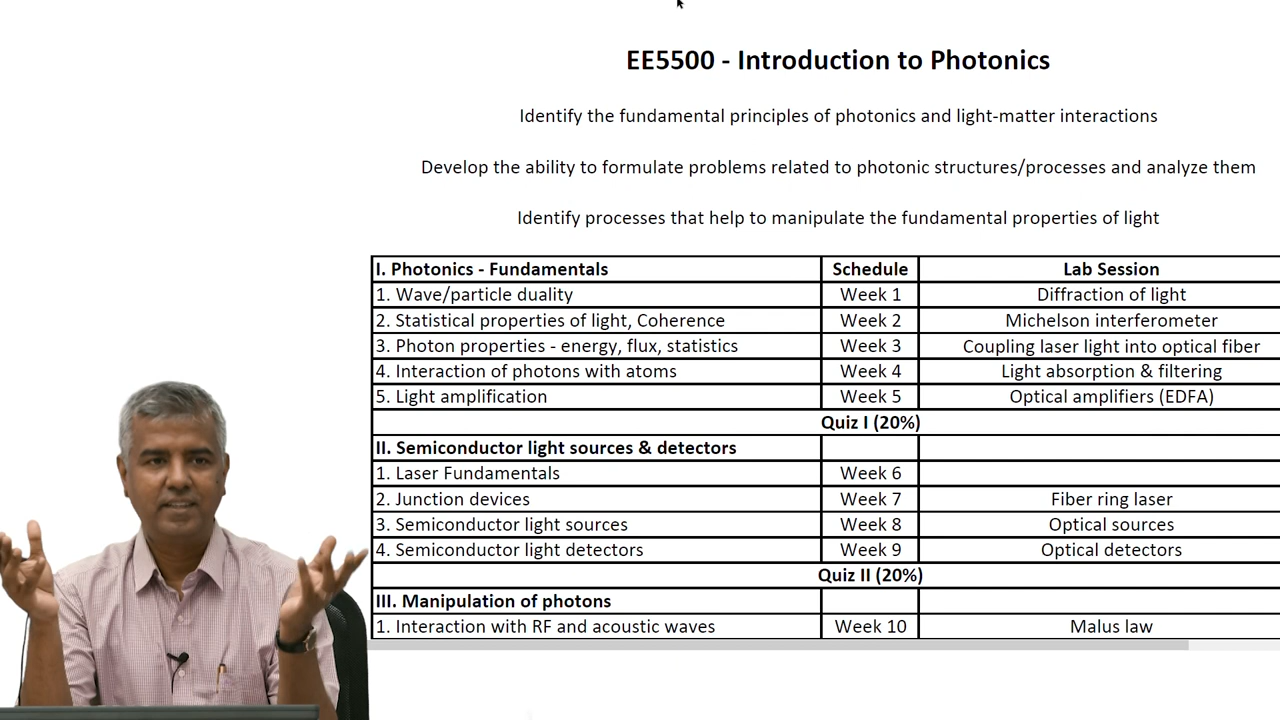 EE5500 - Introduction to Photonics
Identify the fundamental principles of photonics and light-matter interactions
Develop the ability to formulate problems related to photonic structures/processes and analyze them
Identify processes that help to manipulate the fundamental properties of light
I. Photonics - Fundamentals Schedule Lab Session
1. Wave/particle duality Week 1 Diffraction of light
2. Statistical properties of light, Coherence Week 2 Michelson interferometer
3. Photon properties - energy, flux, statistics Week 3 Coupling laser light into optical fiber
4. Interaction of photons with atoms Week 4 Light absorption & filtering
5. Light amplification Week 5 Optical amplifiers (EDFA)
Quiz I (20%)
II. Semiconductor light sources & detectors
1. Laser Fundamentals Week 6
2. Junction devices Week 7 Fiber ring laser
3. Semiconductor light sources Week 8 Optical sources
4. Semiconductor light detectors Week 9 Optical detectors
Quiz II (20%)
III. Manipulation of photons
1. Interaction with RF and acoustic waves Week 10 Malus law